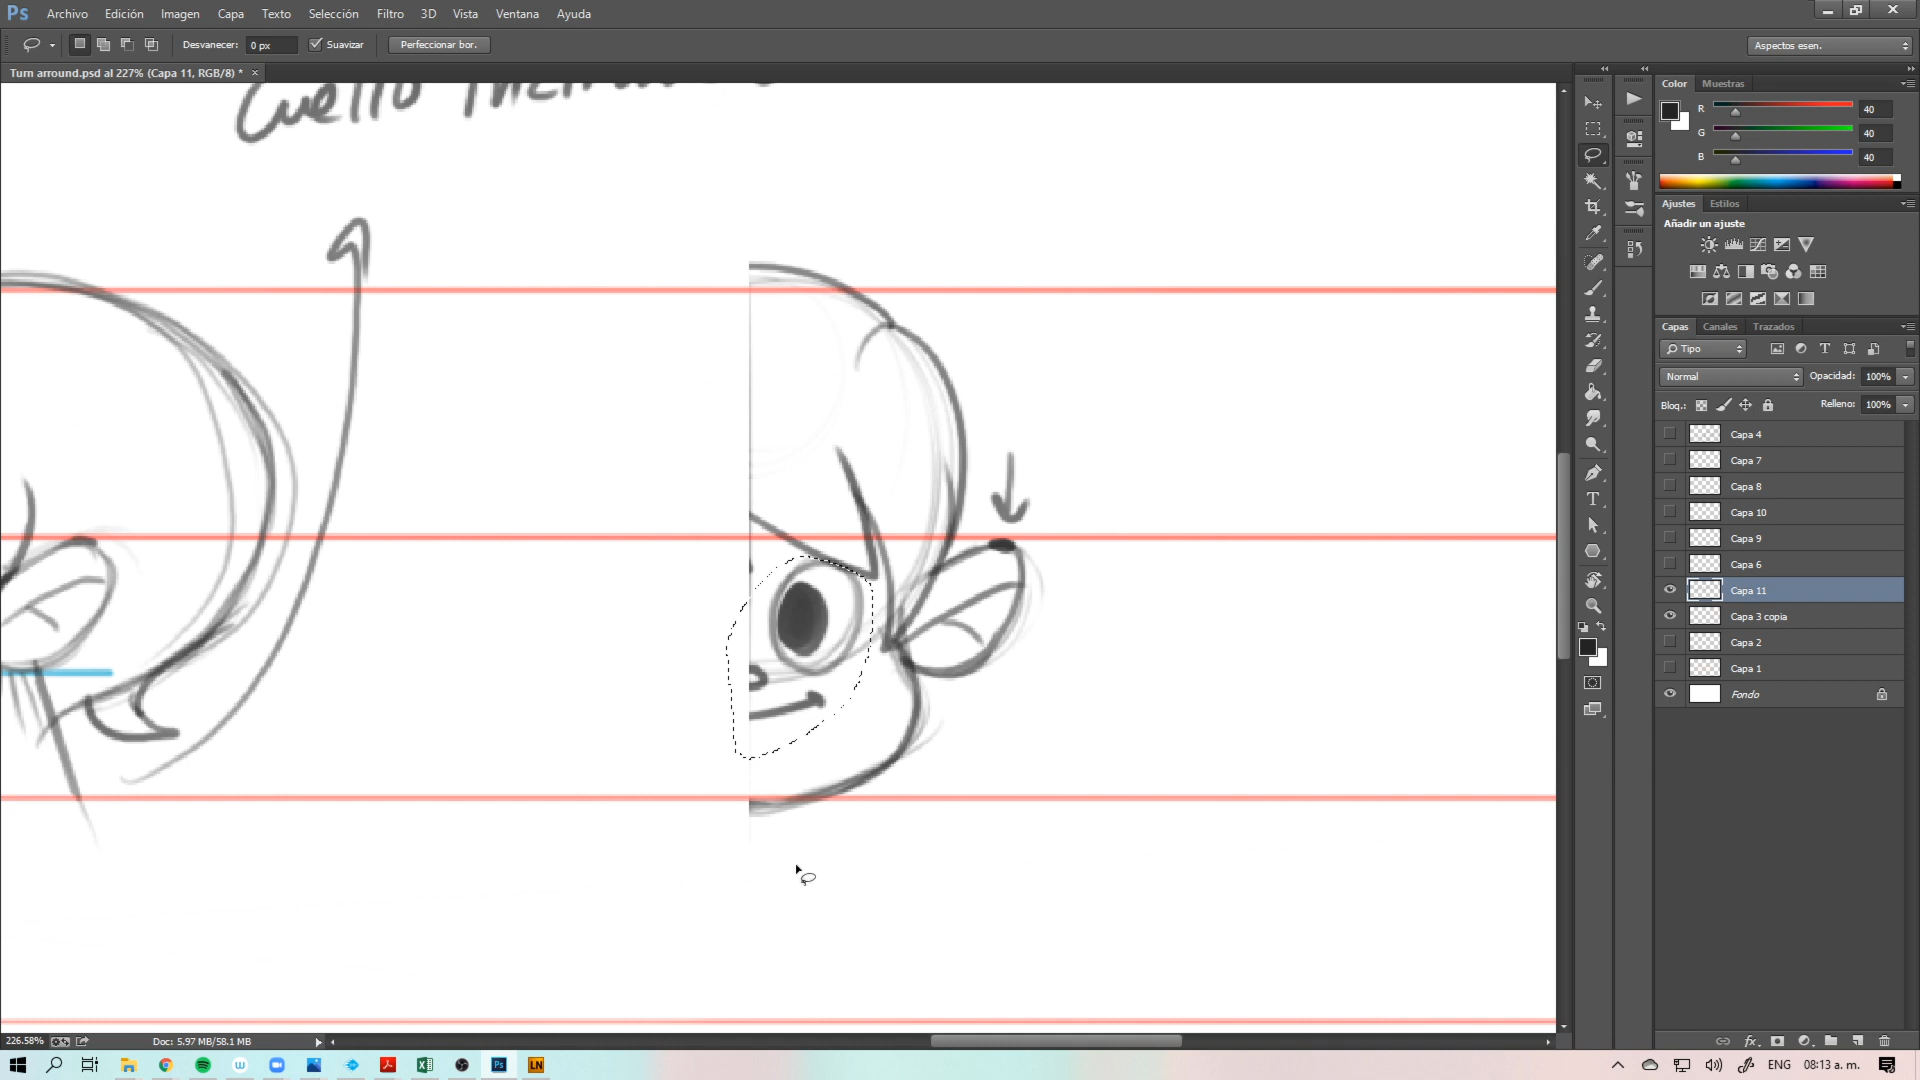 Ps Archivo Edición Imagen Capa Texto Selección Filtro 3D Vista Ventana Ayuda
Desvanecer: 0 px Suavizar Perfeccionar bor. Aspectos esen.
Turn arround.psd al 227% (Capa 11, RGB/8) *
Cuello
Color Muestras
R 40
G 40
B 40
Ajustes Estilos
Añadir un ajuste
Capas Canales Trazados
Tipo
Normal Opacidad: 100%
Bloq.: Relleno: 100%
Capa 4
Capa 7
Capa 8
Capa 10
Capa 9
Capa 6
Capa 11
Capa 3 copia
Capa 2
Capa 1
Fondo
226.58% Doc: 5.97 MB/58.1 MB
ENG 08:13 a. m.